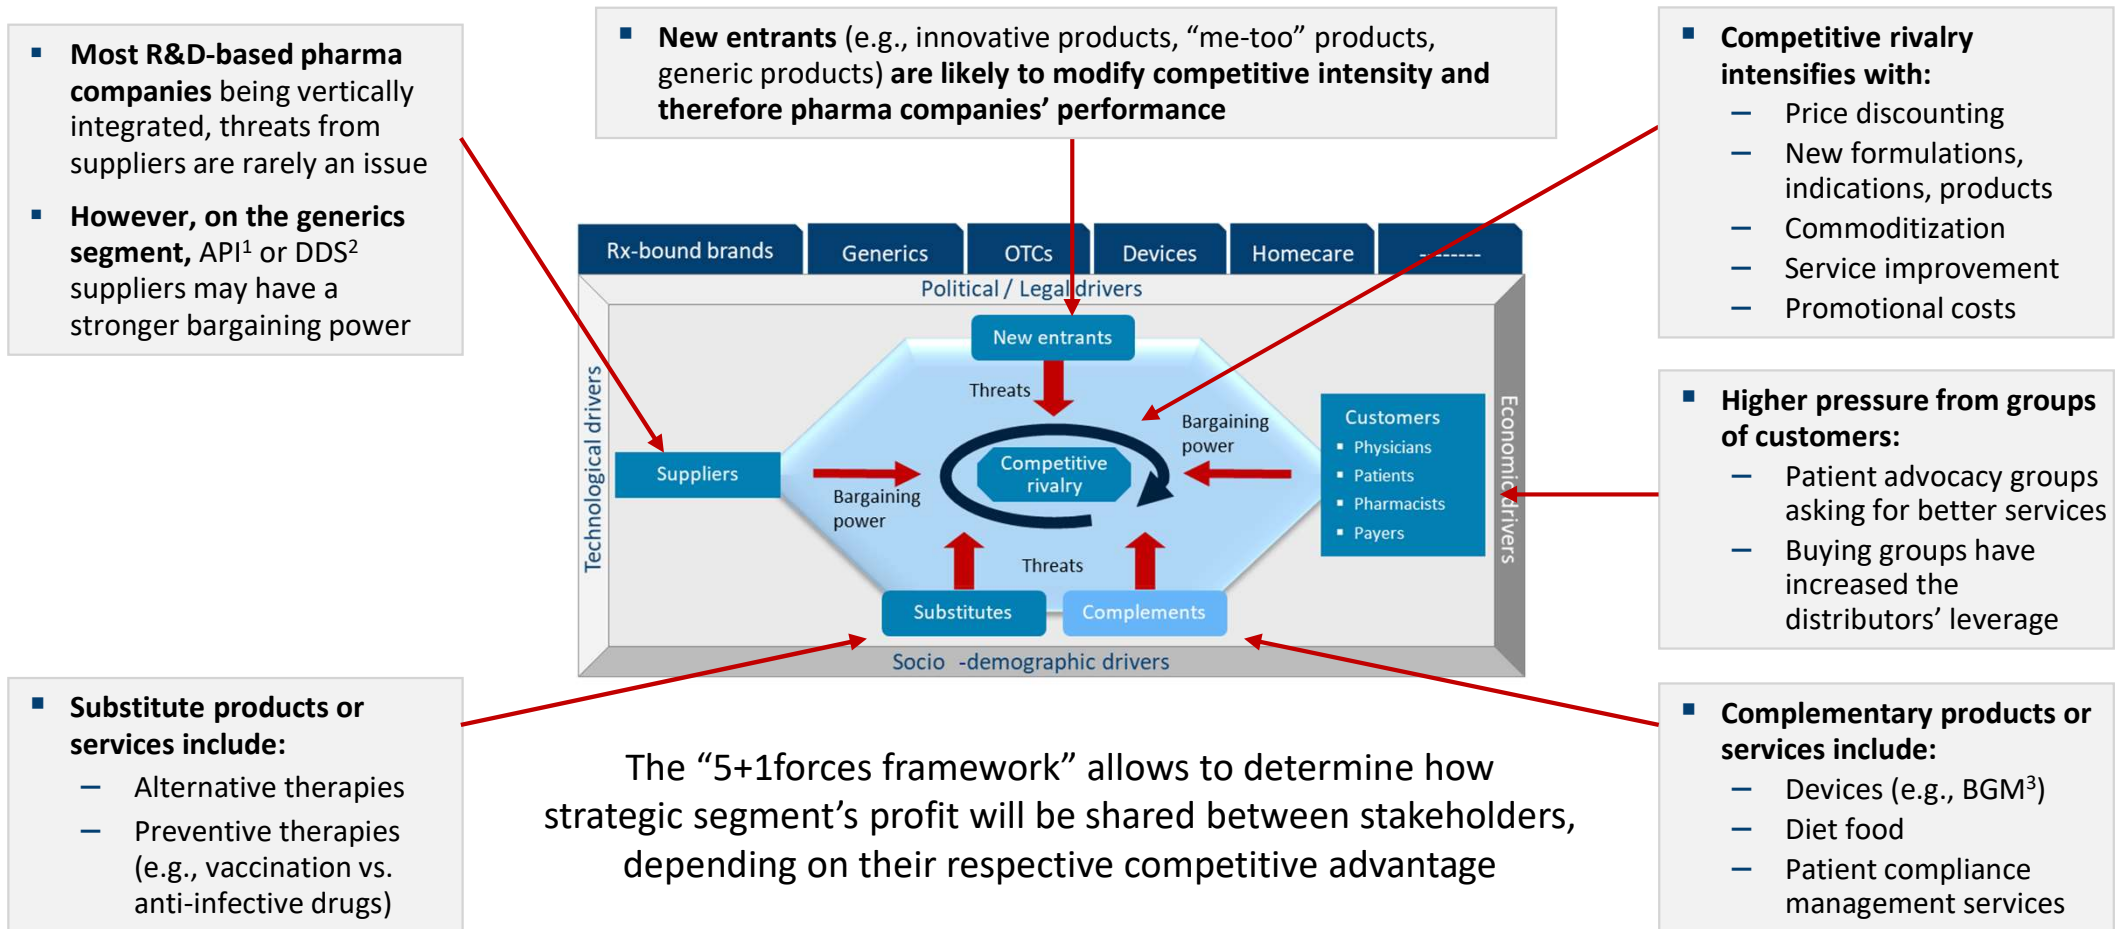 ▪ Most R&D-based pharma
companies being vertically
integrated, threats from
suppliers are rarely an issue
▪ However, on the generics
segment, API¹ or DDS²
suppliers may have a
stronger bargaining power
▪ New entrants (e.g., innovative products, “me-too” products,
generic products) are likely to modify competitive intensity and
therefore pharma companies’ performance
▪ Competitive rivalry
intensifies with:
– Price discounting
– New formulations,
indications, products
– Commoditization
– Service improvement
– Promotional costs
Rx-bound brands
Generics
OTCs
Devices
Homecare
--------
Political / Legal drivers
Technological drivers
Economic drivers
New entrants
Threats
Suppliers
Bargaining
power
Competitive
rivalry
Bargaining
power
Customers
▪ Physicians
▪ Patients
▪ Pharmacists
▪ Payers
Threats
Substitutes
Complements
Socio -demographic drivers
▪ Higher pressure from groups
of customers:
– Patient advocacy groups
asking for better services
– Buying groups have
increased the
distributors’ leverage
▪ Substitute products or
services include:
– Alternative therapies
– Preventive therapies
(e.g., vaccination vs.
anti-infective drugs)
The “5+1forces framework” allows to determine how
strategic segment’s profit will be shared between stakeholders,
depending on their respective competitive advantage
▪ Complementary products or
services include:
– Devices (e.g., BGM³)
– Diet food
– Patient compliance
management services